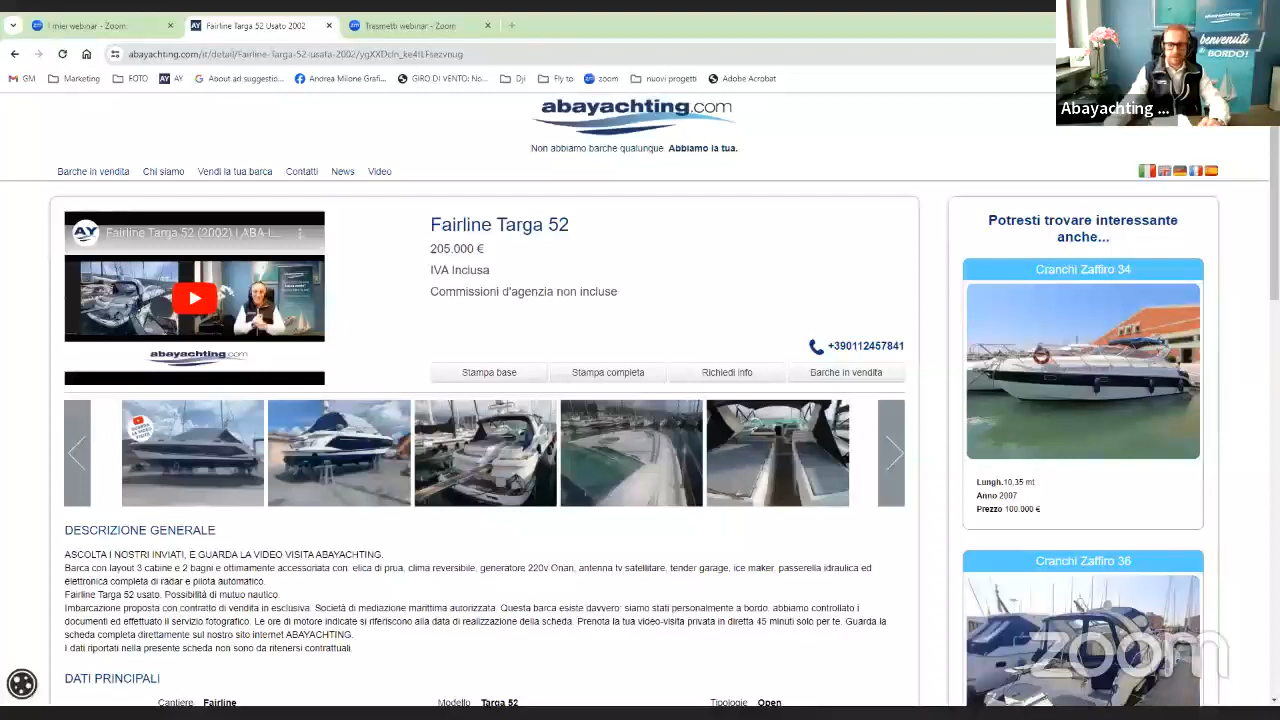 I miei webinar - Zoom
Fairline Targa 52 Usato 2002
Trasmetti webinar - Zoom
abayachting.com/it/detail/Fairline-Targa-52-usata-2002/
GM
Marketing
FOTO
AY
About ad suggestio...
Andrea Milone Grafi...
GIRO DI VENTO: No...
Dji
Fly to
zoom
nuovi progetti
Adobe Acrobat
abayachting.com
benvenuti
A BORDO!
Abayachting ...
abayachting.com
Non abbiamo barche qualunque Abbiamo la tua.
Barche in vendita Chi siamo Vendi la tua barca Contatti News Video
AY Fairline Targa 52 (2002) | ABA-I...
abayachting.com
Fairline Targa 52
205.000 €
IVA Inclusa
Commissioni d'agenzia non incluse
+390112457841
Stampa base Stampa completa Richiedi info Barche in vendita
DESCRIZIONE GENERALE
ASCOLTA I NOSTRI INVIATI, E GUARDA LA VIDEO VISITA ABAYACHTING.
Barca con layout 3 cabine e 2 bagni e ottimamente accessoriata con elica di prua, clima reversibile, generatore 220v Onan, antenna tv satellitare, tender garage, ice maker, passerella idraulica ed
elettronica completa di radar e pilota automatico.
Fairline Targa 52 usato. Possibilità di mutuo nautico.
Imbarcazione proposta con contratto di vendita in esclusiva. Società di mediazione marittima autorizzata. Questa barca esiste davvero: siamo stati personalmente a bordo, abbiamo controllato i
documenti ed effettuato il servizio fotografico. Le ore di motore indicate si riferiscono alla data di realizzazione della scheda. Prenota la tua video-visita privata in diretta 45 minuti solo per te. Guarda la
scheda completa direttamente sul nostro sito internet ABAYACHTING.
I dati riportati nella presente scheda non sono da ritenersi contrattuali.
DATI PRINCIPALI
Cantiere Fairline Modello Targa 52 Tipologie Open
Potresti trovare interessante
anche...
Cranchi Zaffiro 34
Lungh.10,35 mt
Anno 2007
Prezzo 100.000 €
Cranchi Zaffiro 36
zoom